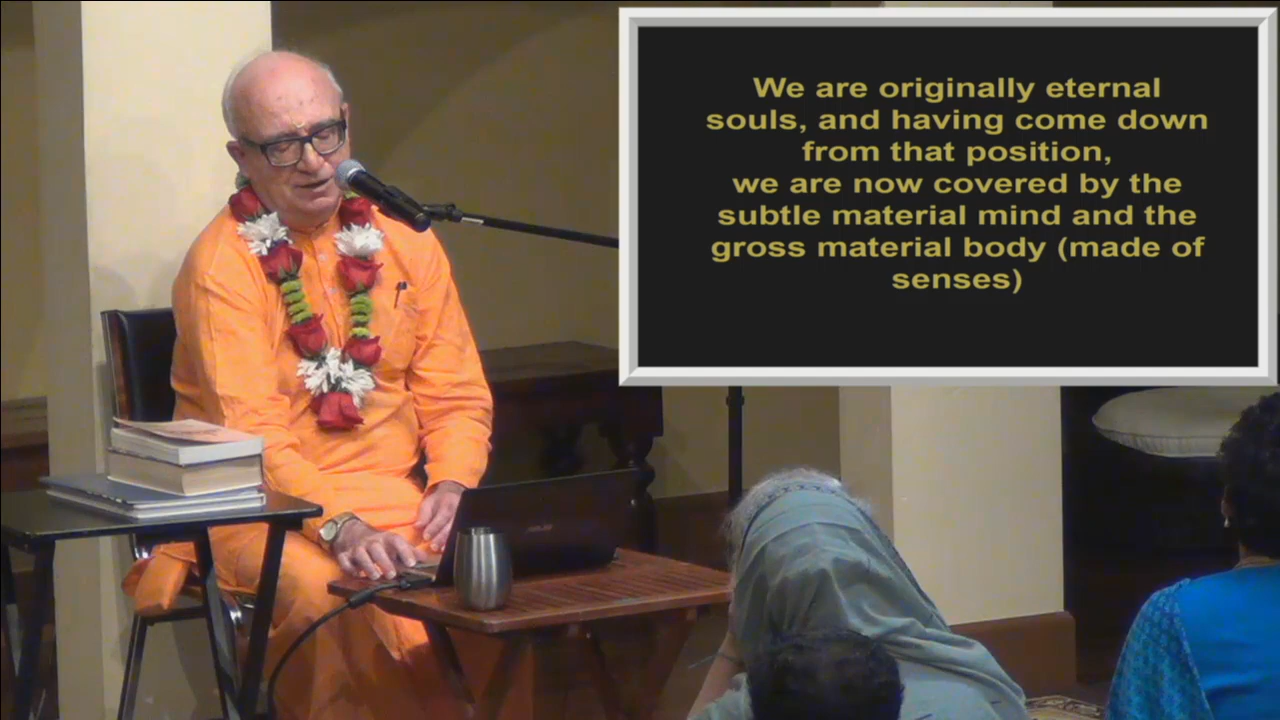 We are originally eternal
souls, and having come down
from that position,
we are now covered by the
subtle material mind and the
gross material body (made of
senses)